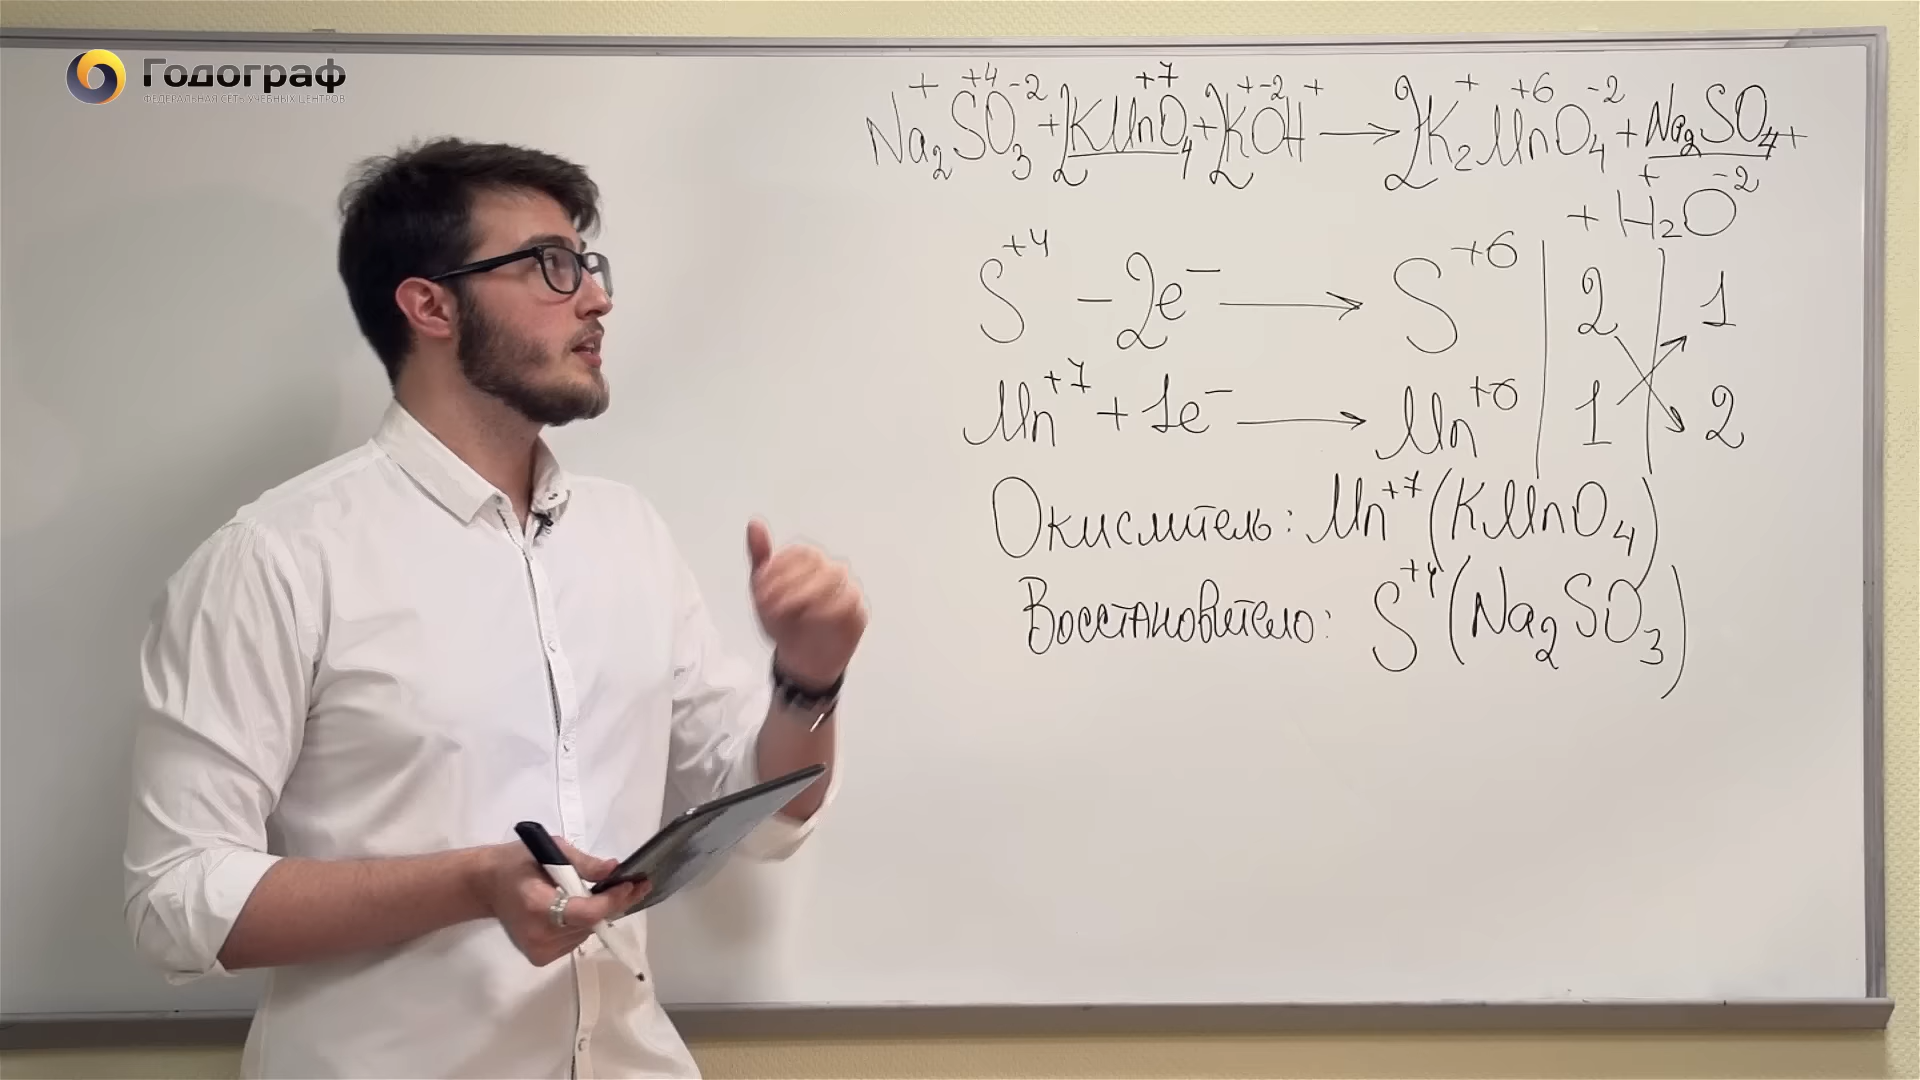 Годограф
ФЕДЕРАЛЬНАЯ СЕТЬ УЧЕБНЫХ ЦЕНТРОВ
+ +4 -2 +7 + -2 + + +6 -2
Na₂SO₃ + 2KMnO₄ + 2KOH → 2K₂MnO₄ + Na₂SO₄ +
+ -2
+ H₂O
S⁺⁴ - 2e⁻ → S⁺⁶ | 2 | 1
Mn⁺⁷ + 1e⁻ → Mn⁺⁶ | 1 | 2
Окислитель: Mn⁺⁷ (KMnO₄)
Восстановитель: S⁺⁴ (Na₂SO₃)